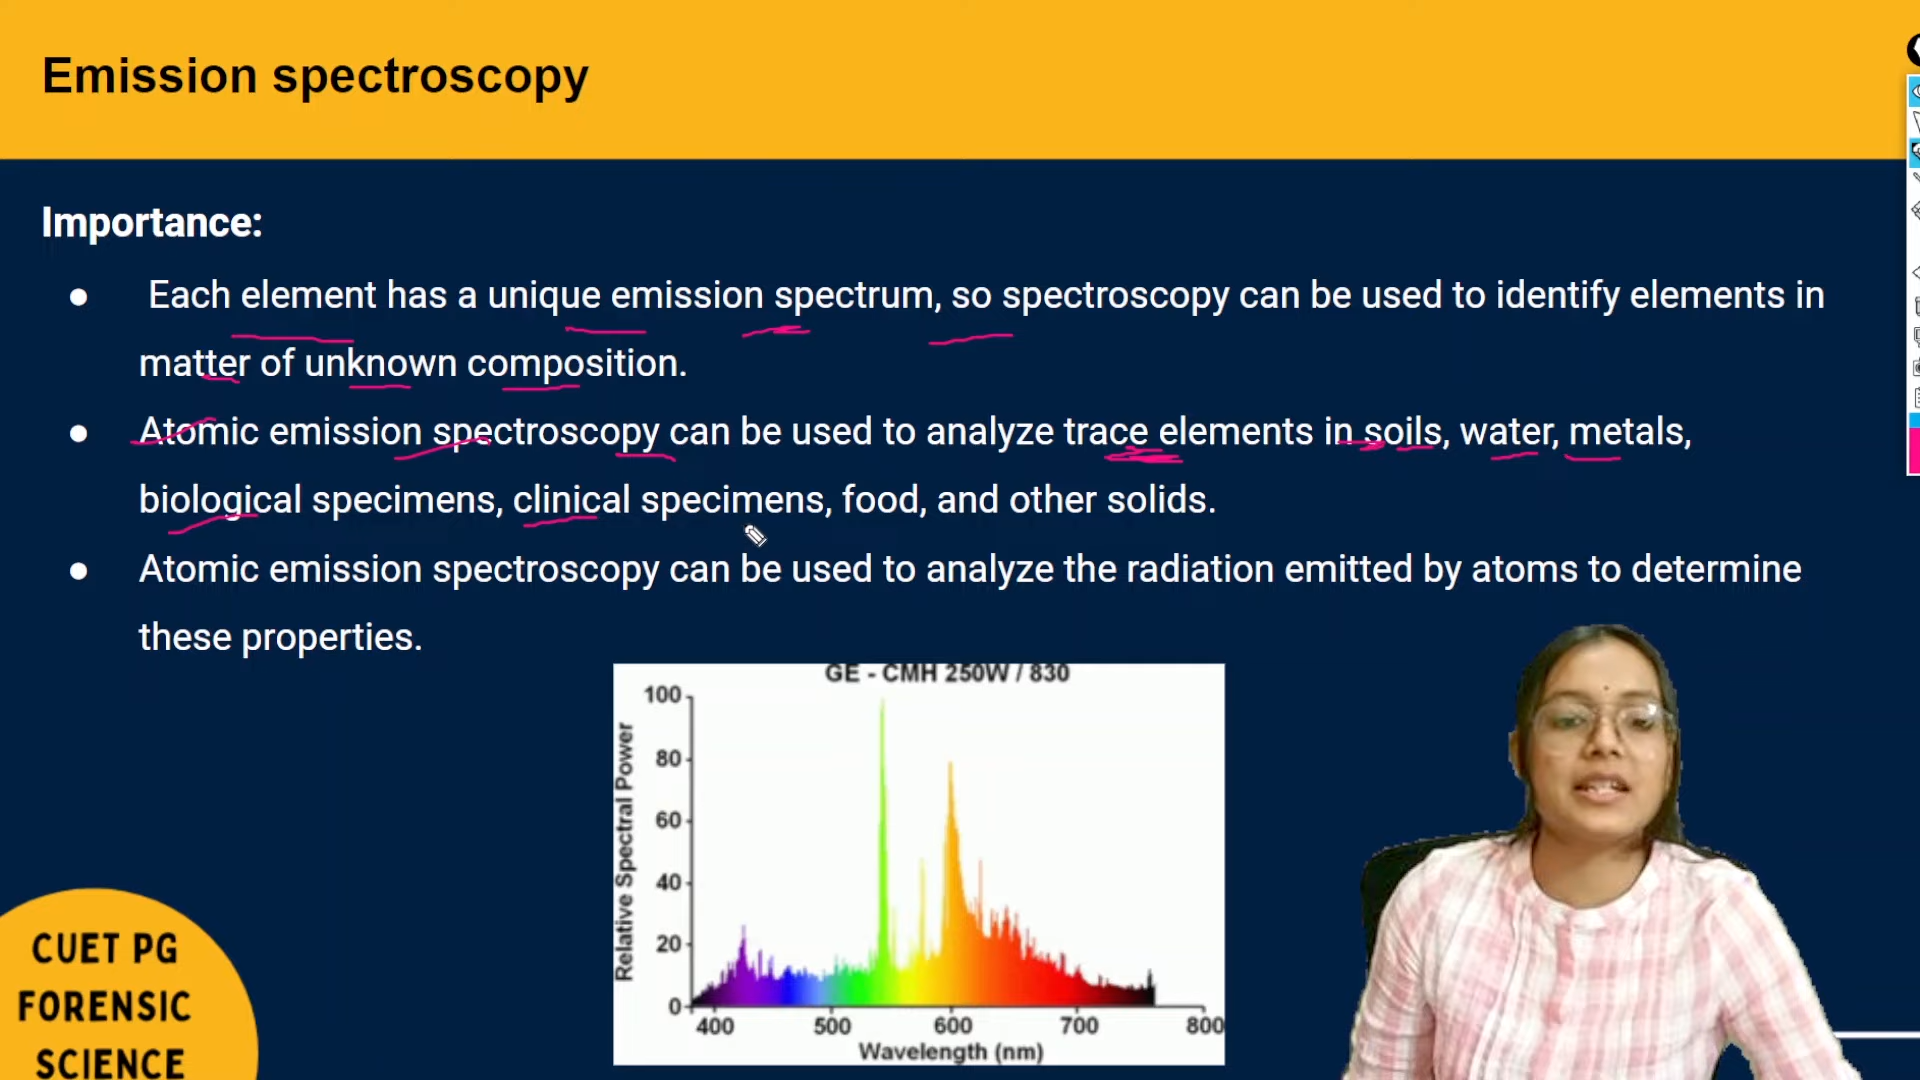 Emission spectroscopy
Importance:
● Each element has a unique emission spectrum, so spectroscopy can be used to identify elements in
matter of unknown composition.
● Atomic emission spectroscopy can be used to analyze trace elements in soils, water, metals,
biological specimens, clinical specimens, food, and other solids.
● Atomic emission spectroscopy can be used to analyze the radiation emitted by atoms to determine
these properties.
GE - CMH 250W / 830
Relative Spectral Power
100
80
60
40
20
0
400 500 600 700 800
Wavelength (nm)
CUET PG
FORENSIC
SCIENCE